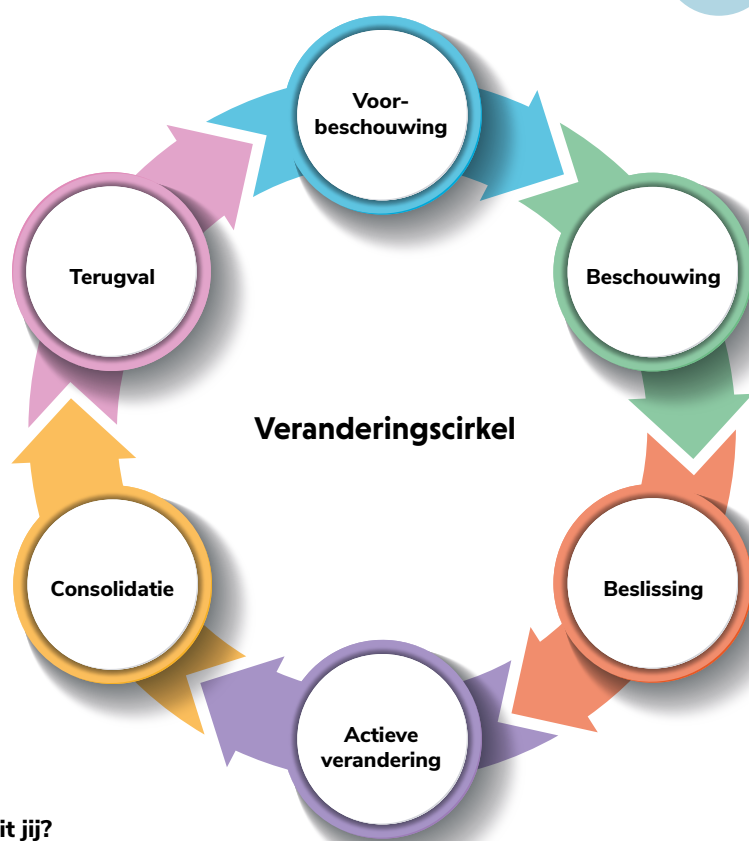 Voor-
beschouwing
Terugval
Beschouwing
Veranderingscirkel
Consolidatie
Beslissing
Actieve
verandering
it jij?